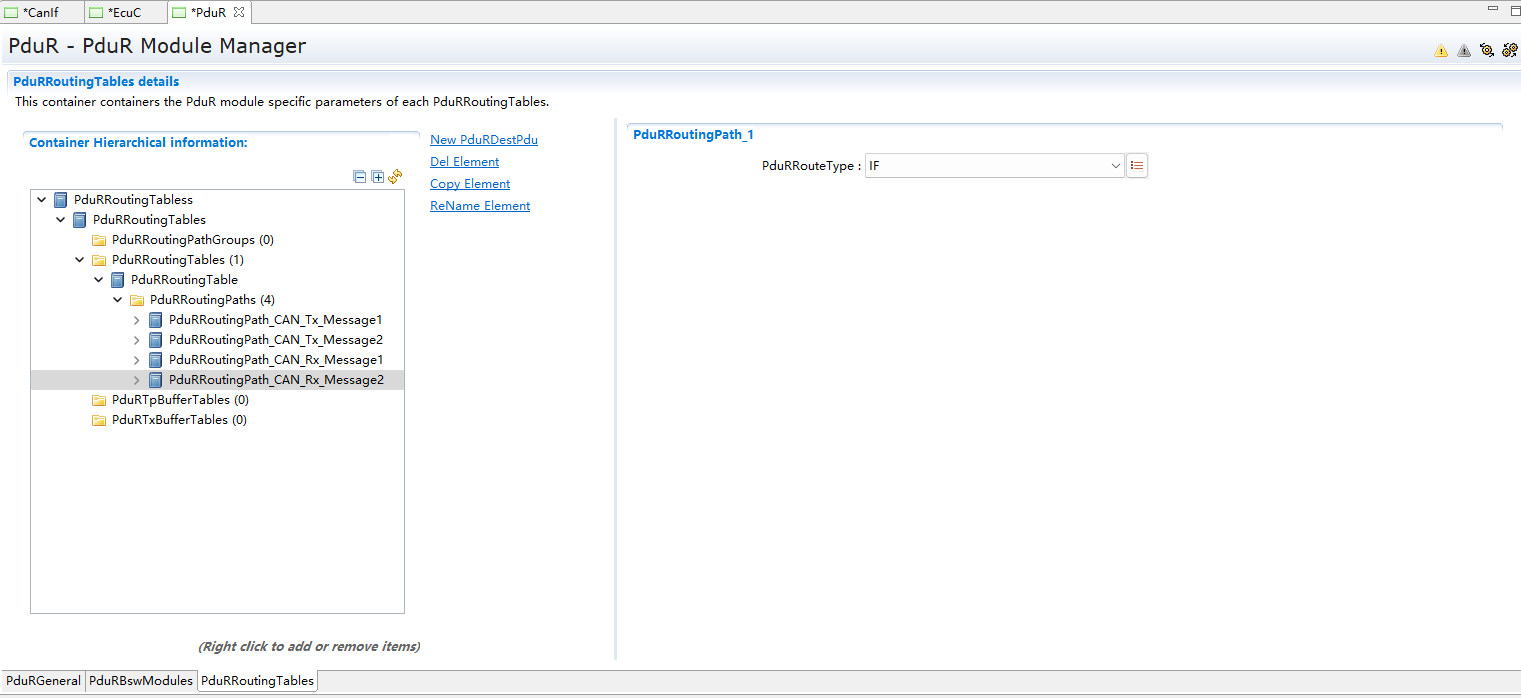 *CanIf
*EcuC
*PduR
PduR - PduR Module Manager
PduRRoutingTables details
This container containers the PduR module specific parameters of each PduRRoutingTables.
Container Hierarchical information:
PduRRoutingTabless
PduRRoutingTables
PduRRoutingPathGroups (0)
PduRRoutingTables (1)
PduRRoutingTable
PduRRoutingPaths (4)
PduRRoutingPath_CAN_Tx_Message1
PduRRoutingPath_CAN_Tx_Message2
PduRRoutingPath_CAN_Rx_Message1
PduRRoutingPath_CAN_Rx_Message2
PduRTpBufferTables (0)
PduRTxBufferTables (0)
(Right click to add or remove items)
New PduRDestPdu
Del Element
Copy Element
ReName Element
PduRRoutingPath_1
PduRRouteType : IF
PduRGeneral
PduRBswModules
PduRRoutingTables